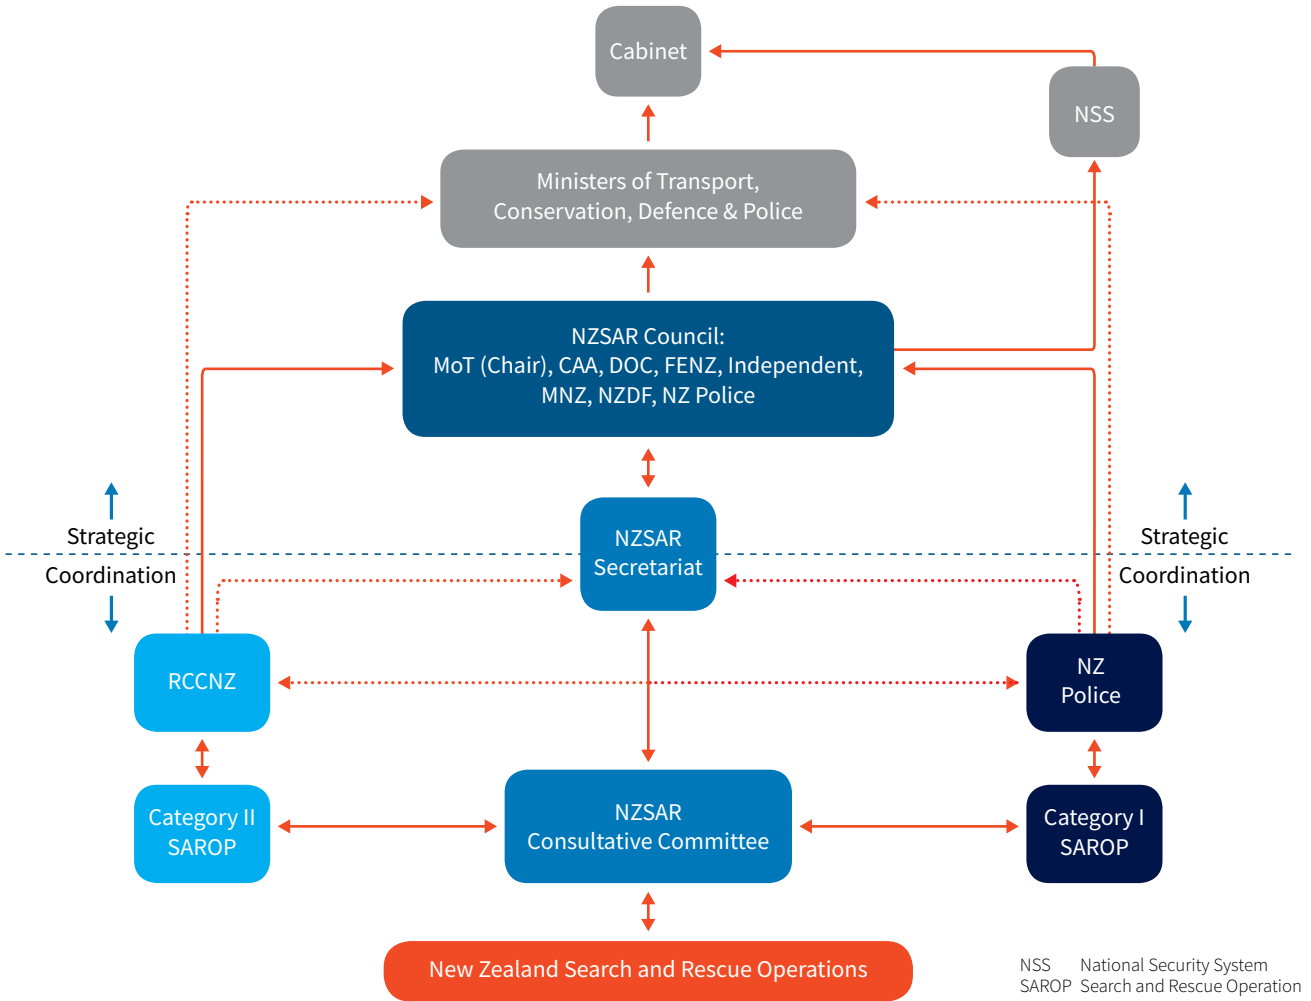 Cabinet
NSS
Ministers of Transport,
Conservation, Defence & Police
NZSAR Council:
MoT (Chair), CAA, DOC, FENZ, Independent,
MNZ, NZDF, NZ Police
Strategic
Coordination
NZSAR
Secretariat
Strategic
Coordination
RCCNZ
NZ
Police
Category II
SAROP
NZSAR
Consultative Committee
Category I
SAROP
New Zealand Search and Rescue Operations
NSS National Security System
SAROP Search and Rescue Operation